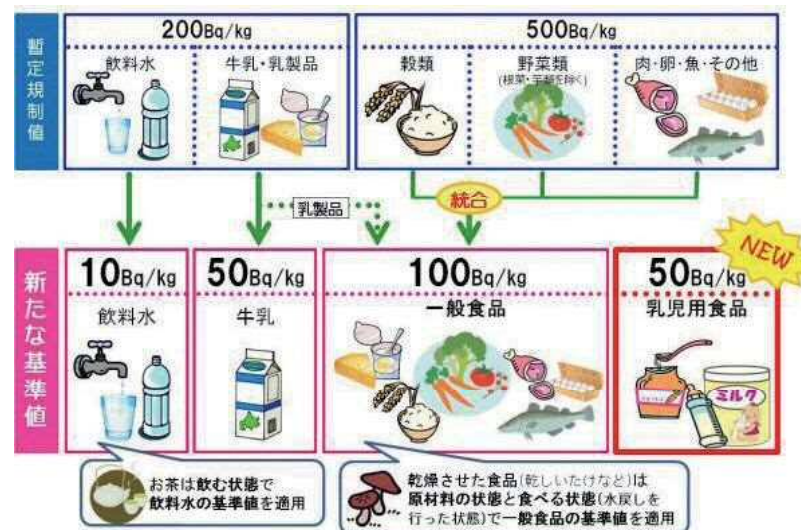 暫定規制値
200Bq/kg
飲料水
牛乳・乳製品
500Bq/kg
穀類
野菜類
(根菜・芋類を除く)
肉・卵・魚・その他
乳製品
統合
NEW
新たな基準値
10Bq/kg
飲料水
50Bq/kg
牛乳
100Bq/kg
一般食品
50Bq/kg
乳児用食品
ミルク
お茶は飲む状態で
飲料水の基準値を適用
乾燥させた食品(乾しいたけなど)は
原材料の状態と食べる状態(水戻しを
行った状態)で一般食品の基準値を適用